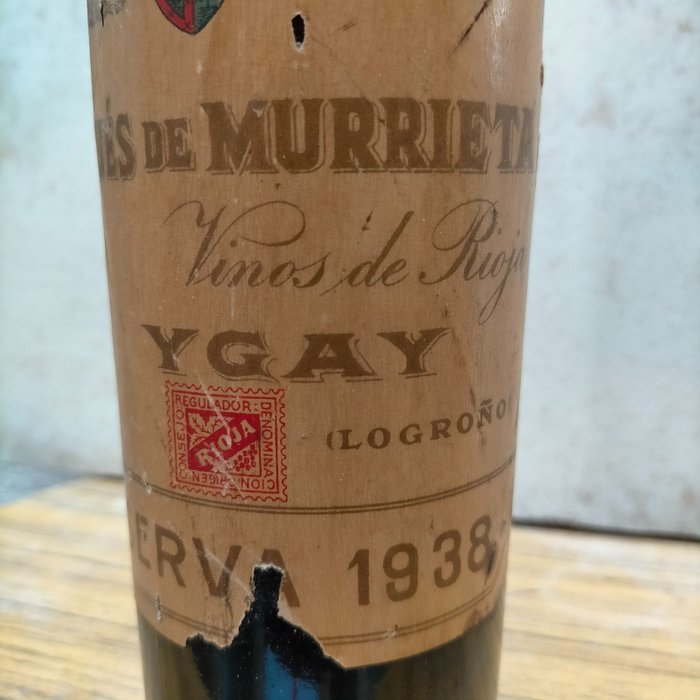 ÉS DE MURRIETA
Vinos de Rioja
YGAY
CONSEJO REGULADOR - DENOMINACION ORIGEN
RIOJA
(LOGROÑO)
ERVA 1938